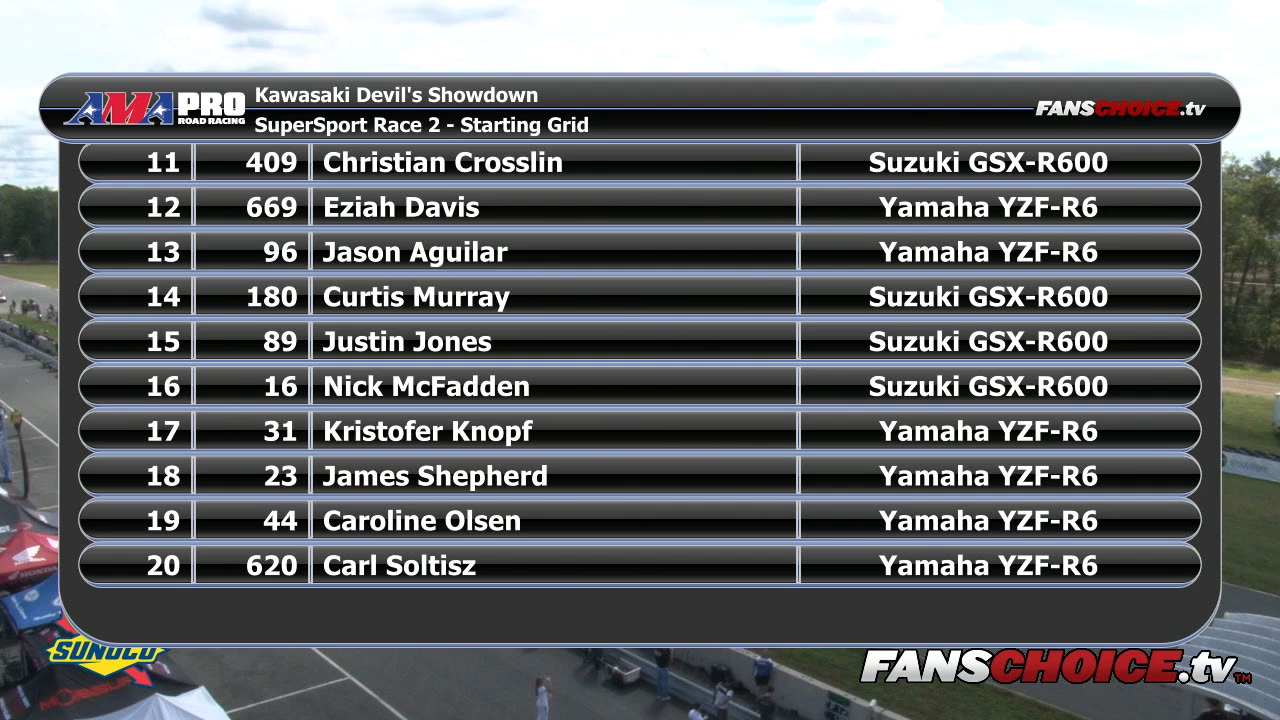 AMA PRO ROAD RACING
Kawasaki Devil's Showdown
SuperSport Race 2 - Starting Grid
FANSCHOICE.tv
11 409 Christian Crosslin Suzuki GSX-R600
12 669 Eziah Davis Yamaha YZF-R6
13 96 Jason Aguilar Yamaha YZF-R6
14 180 Curtis Murray Suzuki GSX-R600
15 89 Justin Jones Suzuki GSX-R600
16 16 Nick McFadden Suzuki GSX-R600
17 31 Kristofer Knopf Yamaha YZF-R6
18 23 James Shepherd Yamaha YZF-R6
19 44 Caroline Olsen Yamaha YZF-R6
20 620 Carl Soltisz Yamaha YZF-R6
HONDA
SUNOCO
FANSCHOICE.tv™